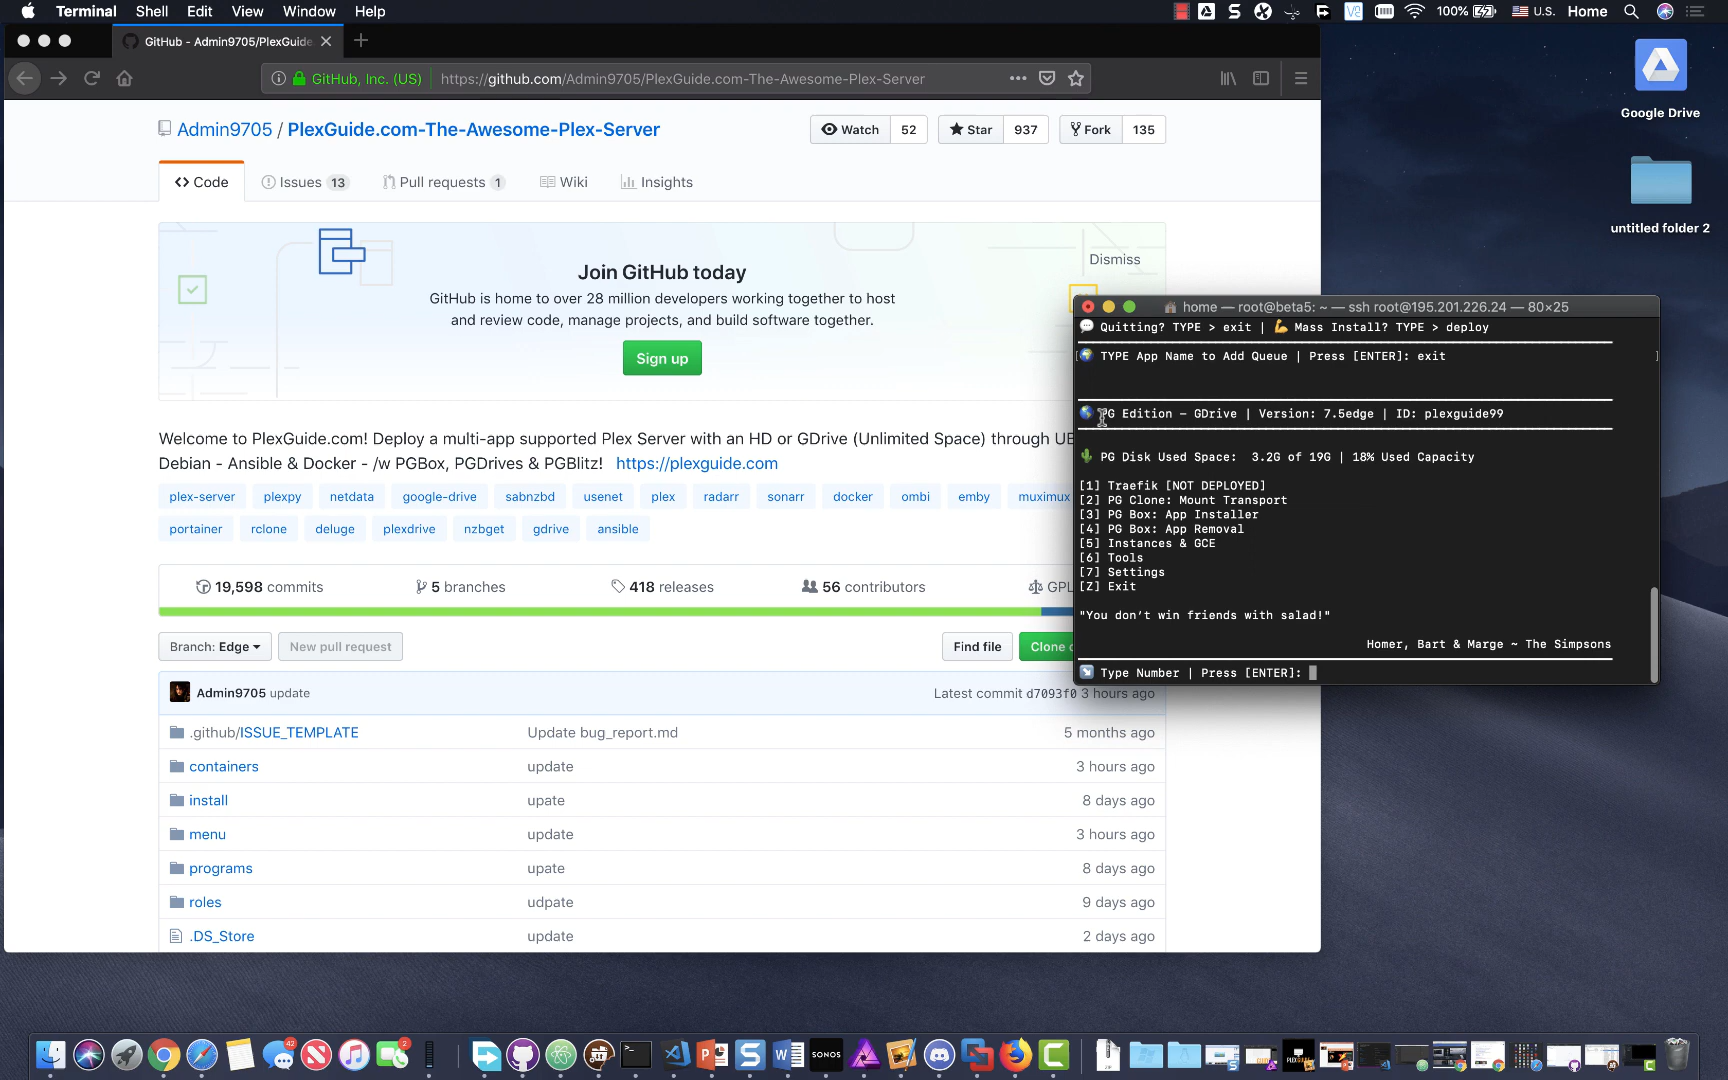 Terminal Shell Edit View Window Help
100% U.S. Home
GitHub - Admin9705/PlexGuide
GitHub, Inc. (US) https://github.com/Admin9705/PlexGuide.com-The-Awesome-Plex-Server
Google Drive
untitled folder 2
Admin9705 / PlexGuide.com-The-Awesome-Plex-Server
Watch 52 Star 937 Fork 135
Code Issues 13 Pull requests 1 Wiki Insights
Join GitHub today
Dismiss
GitHub is home to over 28 million developers working together to host
and review code, manage projects, and build software together.
Sign up
Welcome to PlexGuide.com! Deploy a multi-app supported Plex Server with an HD or GDrive (Unlimited Space) through
Debian - Ansible & Docker - /w PGBox, PGDrives & PGBlitz! https://plexguide.com
plex-server plexpy netdata google-drive sabnzbd usenet plex radarr sonarr docker ombi emby muximux
portainer rclone deluge plexdrive nzbget gdrive ansible
19,598 commits 5 branches 418 releases 56 contributors GPL
Branch: Edge New pull request Find file Clone
Admin9705 update Latest commit d7093f0 3 hours ago
.github/ISSUE_TEMPLATE Update bug_report.md 5 months ago
containers update 3 hours ago
install upate 8 days ago
menu update 3 hours ago
programs upate 8 days ago
roles udpate 9 days ago
.DS_Store update 2 days ago
home — root@beta5: ~ — ssh root@195.201.226.24 — 80×25
Quitting? TYPE > exit | Mass Install? TYPE > deploy
TYPE App Name to Add Queue | Press [ENTER]: exit
PG Edition - GDrive | Version: 7.5edge | ID: plexguide99
PG Disk Used Space: 3.2G of 19G | 18% Used Capacity
[1] Traefik [NOT DEPLOYED]
[2] PG Clone: Mount Transport
[3] PG Box: App Installer
[4] PG Box: App Removal
[5] Instances & GCE
[6] Tools
[7] Settings
[Z] Exit
"You don’t win friends with salad!"
Homer, Bart & Marge ~ The Simpsons
Type Number | Press [ENTER]:
42
2
SONOS